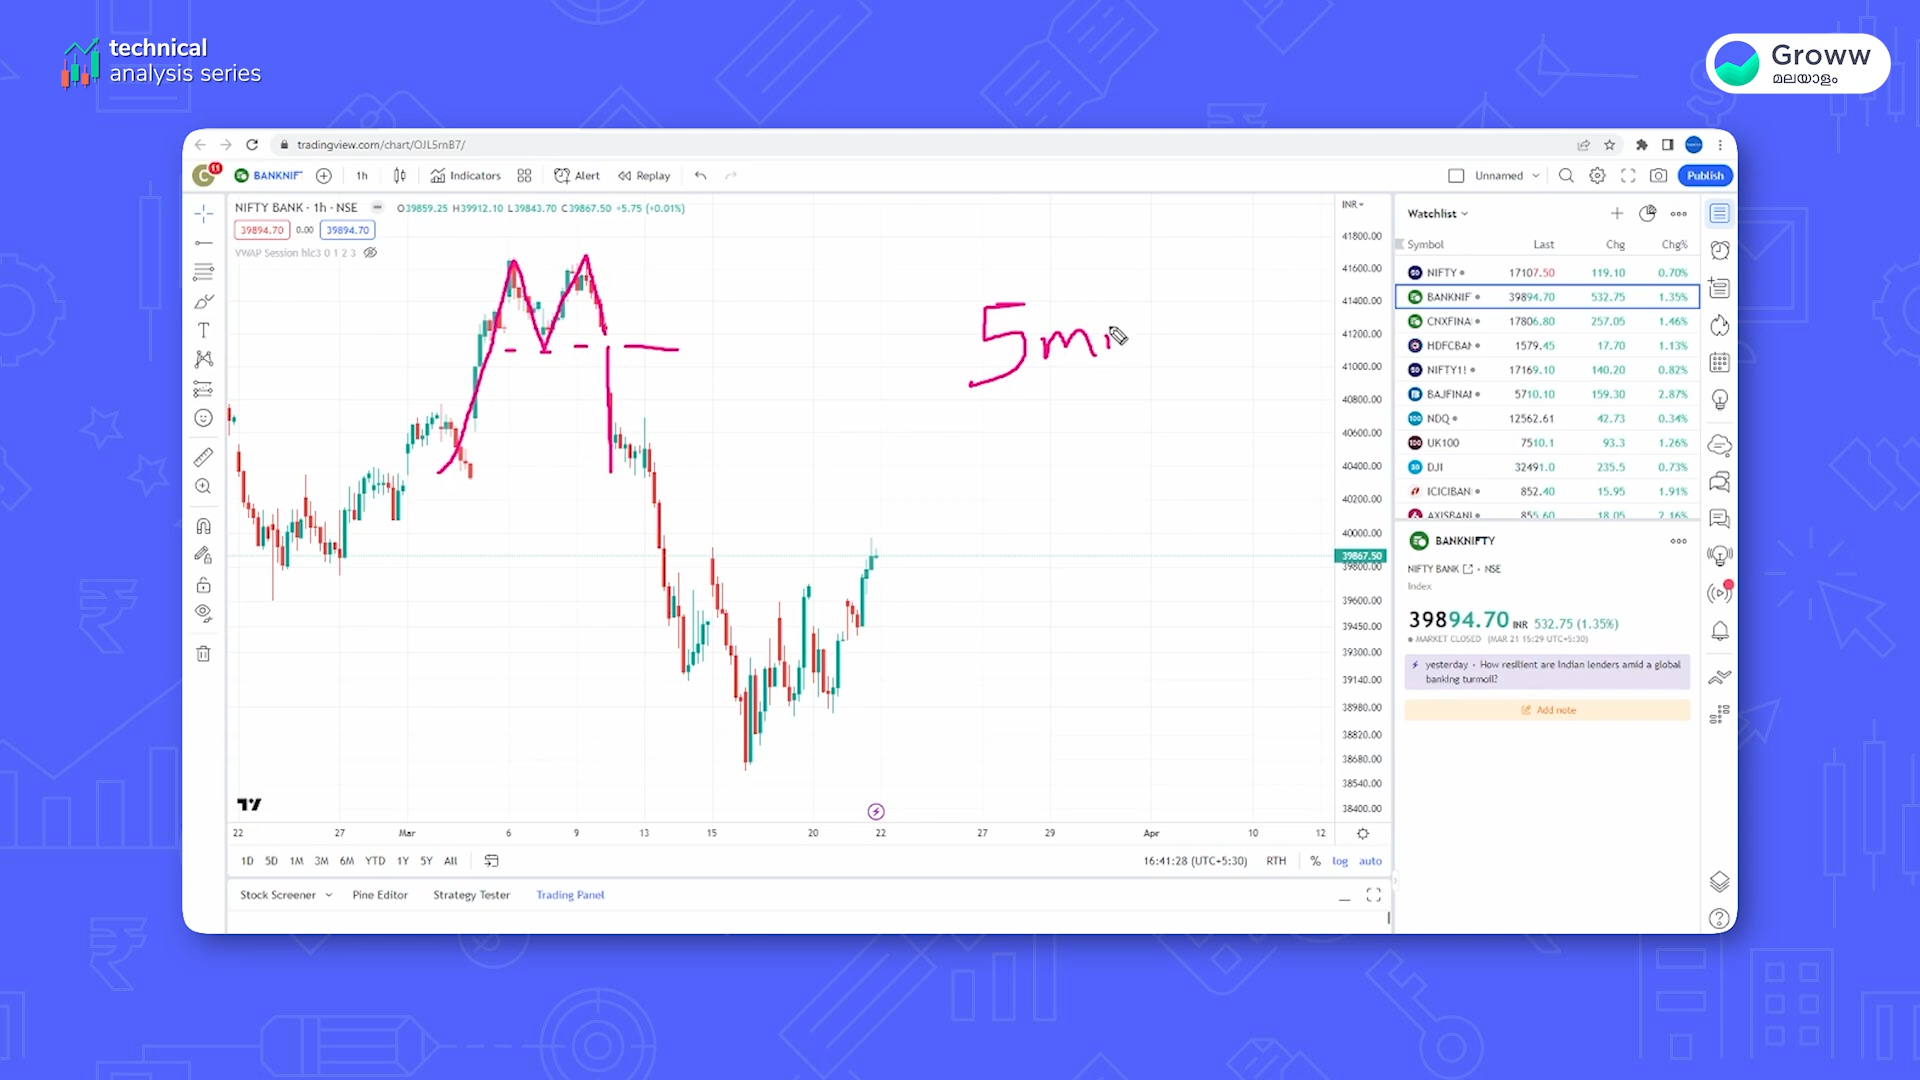 technical
analysis series
Groww
മലയാളം
tradingview.com/chart/OJL5rnB7/
11
C BANKNIF 1h Indicators Alert Replay Unnamed Publish
NIFTY BANK · 1h · NSE O39859.25 H39912.10 L39843.70 C39867.50 +5.75 (+0.01%)
39894.70 0.00 39894.70
VWAP Session hlc3 0 1 2 3
5 mi
INR
41800.00
41600.00
41400.00
41200.00
41000.00
40800.00
40600.00
40400.00
40200.00
40000.00
39867.50
39800.00
39600.00
39450.00
39300.00
39140.00
38980.00
38820.00
38680.00
38540.00
38400.00
22 27 Mar 6 9 13 15 20 22 27 29 Apr 10 12
1D 5D 1M 3M 6M YTD 1Y 5Y All 16:41:28 (UTC+5:30) RTH % log auto
Stock Screener Pine Editor Strategy Tester Trading Panel
Watchlist
Symbol Last Chg Chg%
NIFTY 17107.50 119.10 0.70%
BANKNIF 39894.70 532.75 1.35%
CNXFINA 17806.80 257.05 1.46%
HDFCBAN 1579.45 17.70 1.13%
NIFTY1! 17169.10 140.20 0.82%
BAJFINAN 5710.10 159.30 2.87%
NDQ 12562.61 42.73 0.34%
UK100 7510.1 93.3 1.26%
DJI 32491.0 235.5 0.73%
ICICIBAN 852.40 15.95 1.91%
AXISBANI 855.60 18.05 2.16%
BANKNIFTY
NIFTY BANK · NSE
Index
39894.70 INR 532.75 (1.35%)
MARKET CLOSED (MAR 21 15:29 UTC+5:30)
yesterday · How resilient are Indian lenders amid a global
banking turmoil?
Add note